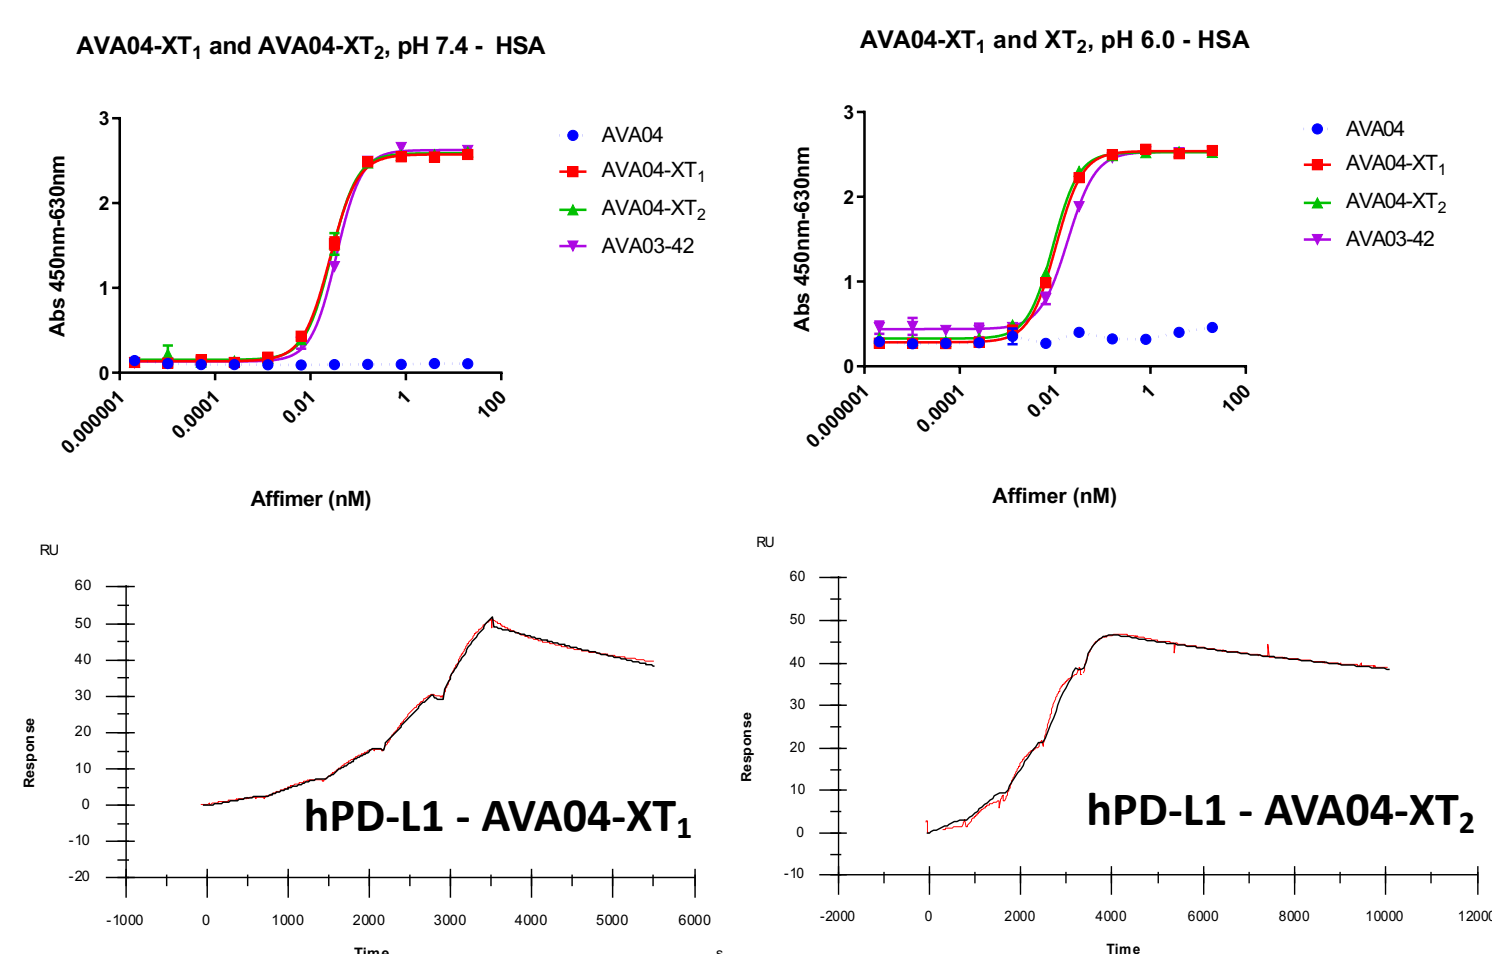 AVA04-XT1 and AVA04-XT2, pH 7.4 - HSA
3
2
1
0
Abs 450nm-630nm
0.000001
0.0001
0.01
1
100
Affimer (nM)
AVA04
AVA04-XT1
AVA04-XT2
AVA03-42
AVA04-XT1 and XT2, pH 6.0 - HSA
3
2
1
0
Abs 450nm-630nm
0.000001
0.0001
0.01
1
100
Affimer (nM)
AVA04
AVA04-XT1
AVA04-XT2
AVA03-42
RU
60
50
40
30
20
10
0
-10
-20
Response
hPD-L1 - AVA04-XT1
-1000
0
1000
2000
3000
4000
5000
6000
Time
s
RU
60
50
40
30
20
10
0
-10
Response
hPD-L1 - AVA04-XT2
-2000
0
2000
4000
6000
8000
10000
12000
Time